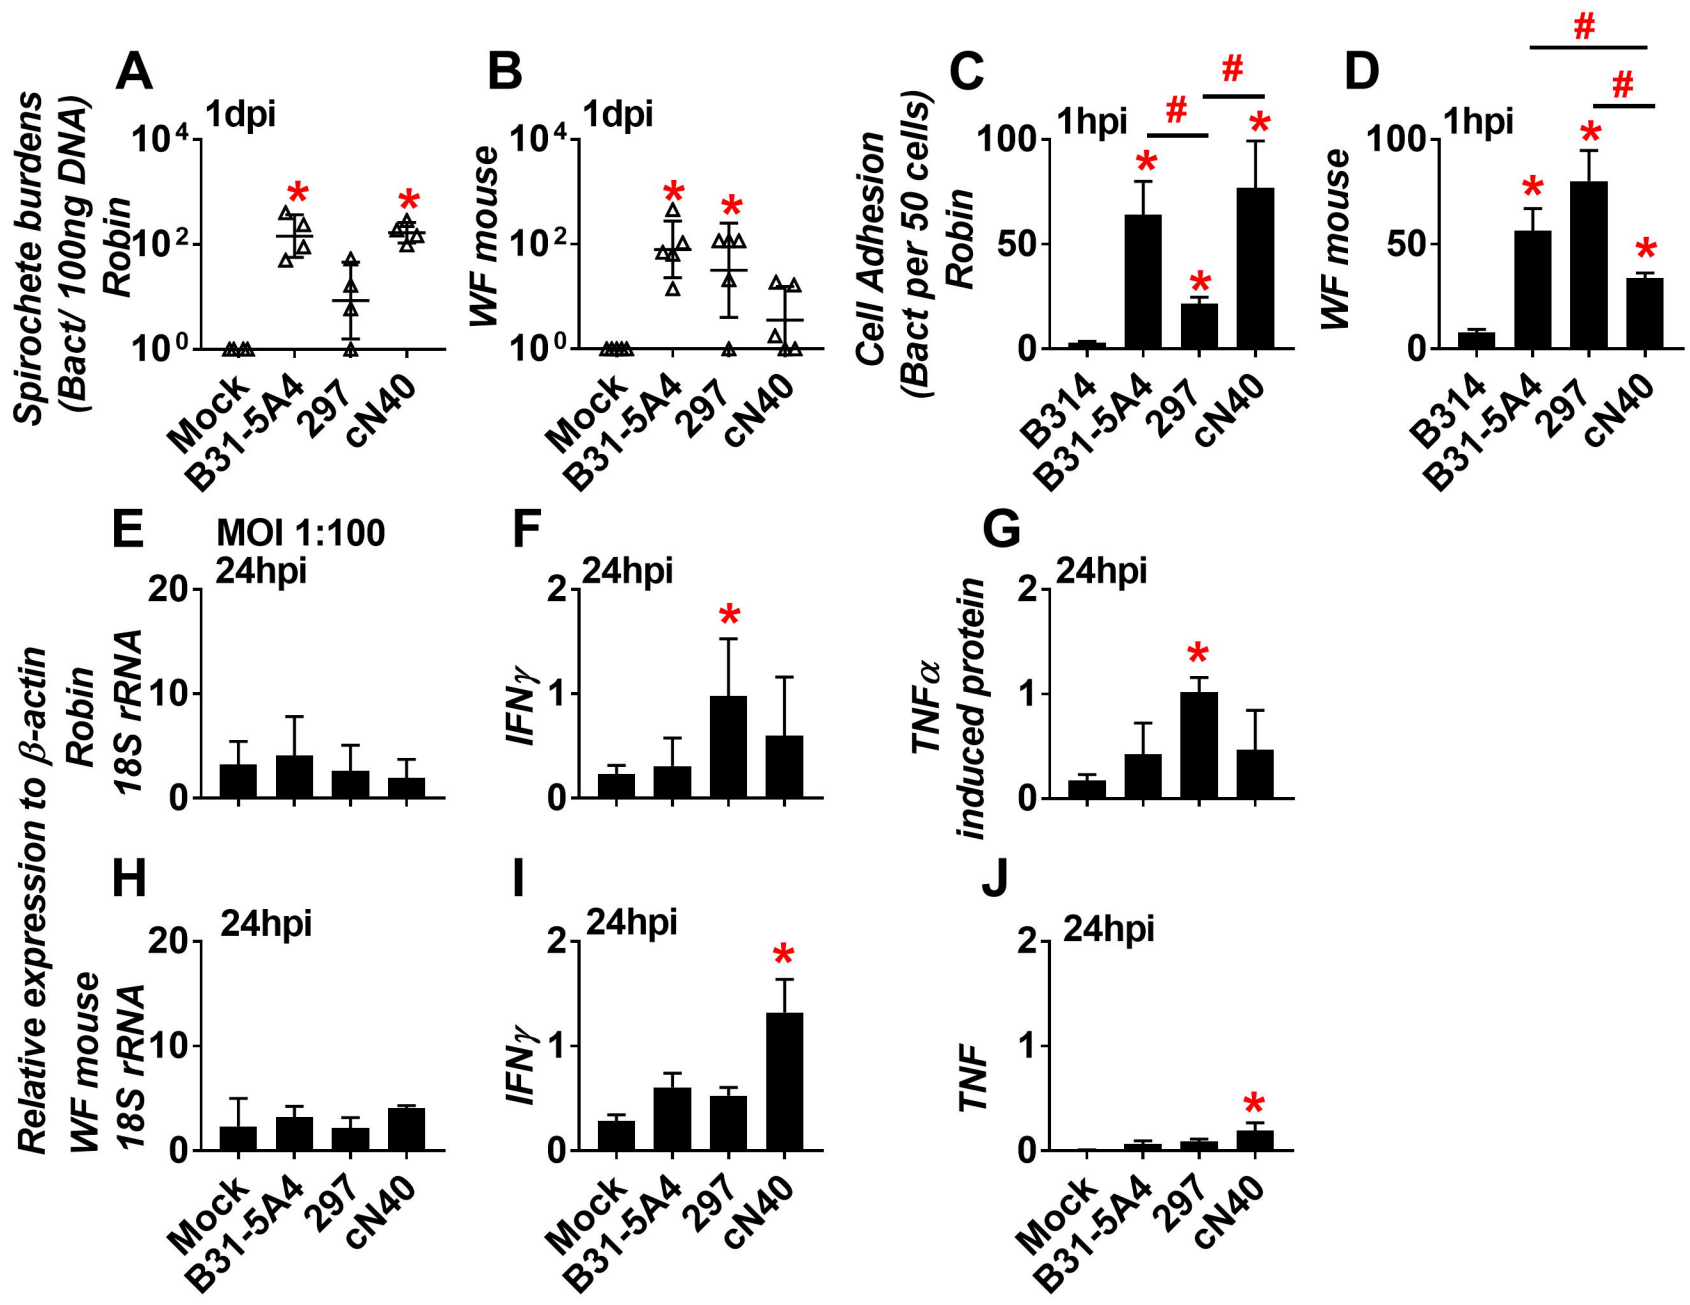 A
B
C
D
Spirochete burdens
(Bact/ 100ng DNA)
Robin
1dpi
10⁴
10²
10⁰
*
*
Mock
B31-5A4
297
cN40
WF mouse
1dpi
10⁴
10²
10⁰
*
*
Mock
B31-5A4
297
cN40
Cell Adhesion
(Bact per 50 cells)
Robin
1hpi
100
50
0
#
#
*
*
*
B314
B31-5A4
297
cN40
WF mouse
1hpi
100
50
0
#
#
*
*
*
B314
B31-5A4
297
cN40
Relative expression to β-actin
E
MOI 1:100
24hpi
Robin
18S rRNA
20
10
0
F
24hpi
IFNγ
2
1
0
*
G
24hpi
TNFα
induced protein
2
1
0
*
H
24hpi
WF mouse
18S rRNA
20
10
0
Mock
B31-5A4
297
cN40
I
24hpi
IFNγ
2
1
0
*
Mock
B31-5A4
297
cN40
J
24hpi
TNF
2
1
0
*
Mock
B31-5A4
297
cN40